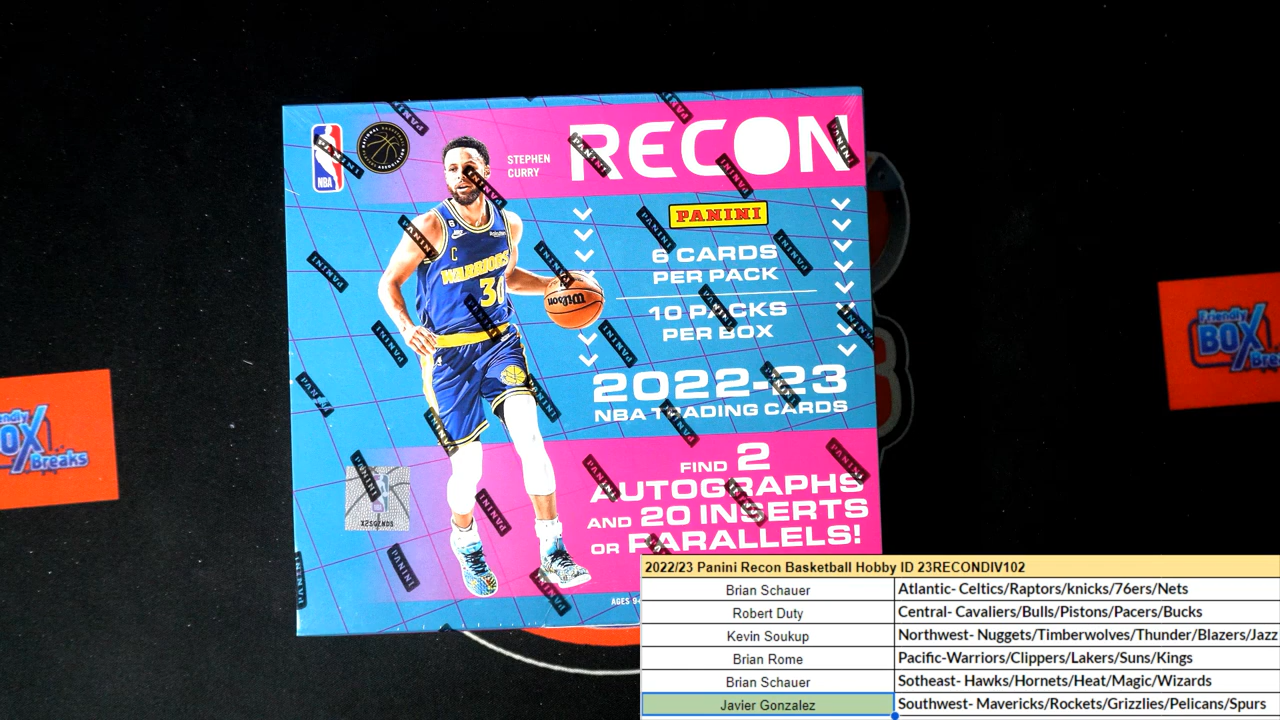 NBA
STEPHEN
CURRY
RECON
PANINI
6 CARDS
PER PACK
10 PACKS
PER BOX
2022-23
NBA TRADING CARDS
FIND 2
AUTOGRAPHS
AND 20 INSERTS
OR PARALLELS!
C
WARRIORS
30
Wilson
AGES 9+
Friendly
BOX
Breaks
2022/23 Panini Recon Basketball Hobby ID 23RECONDIV102
Brian Schauer Atlantic- Celtics/Raptors/knicks/76ers/Nets
Robert Duty Central- Cavaliers/Bulls/Pistons/Pacers/Bucks
Kevin Soukup Northwest- Nuggets/Timberwolves/Thunder/Blazers/Jazz
Brian Rome Pacific-Warriors/Clippers/Lakers/Suns/Kings
Brian Schauer Sotheast- Hawks/Hornets/Heat/Magic/Wizards
Javier Gonzalez Southwest- Mavericks/Rockets/Grizzlies/Pelicans/Spurs